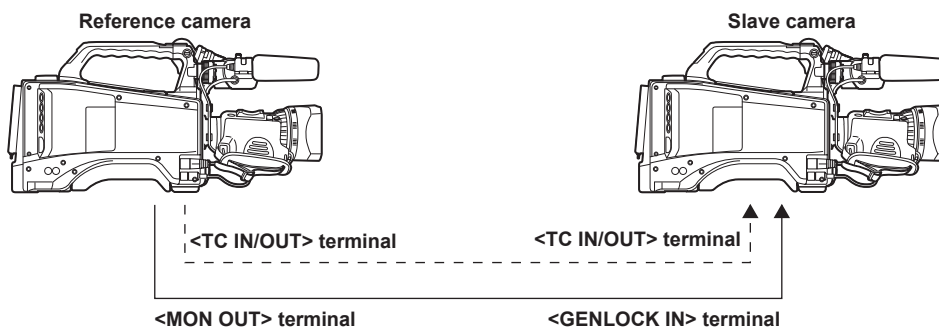 Reference camera
Slave camera
<TC IN/OUT> terminal
<TC IN/OUT> terminal
<MON OUT> terminal
<GENLOCK IN> terminal